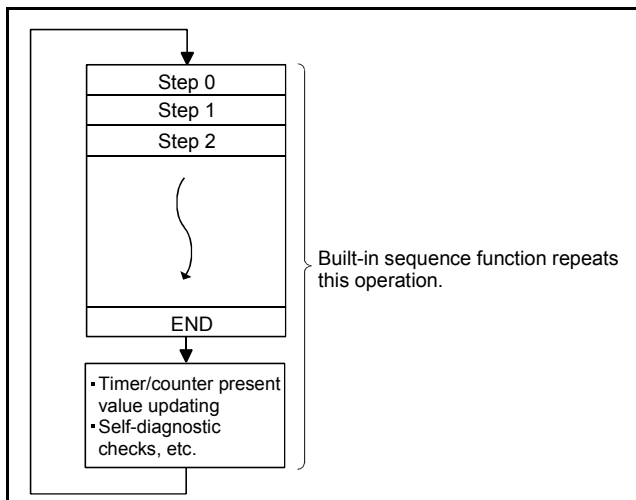 Step 0
Step 1
Step 2
END
▪ Timer/counter present
value updating
▪ Self-diagnostic
checks, etc.
Built-in sequence function repeats
this operation.